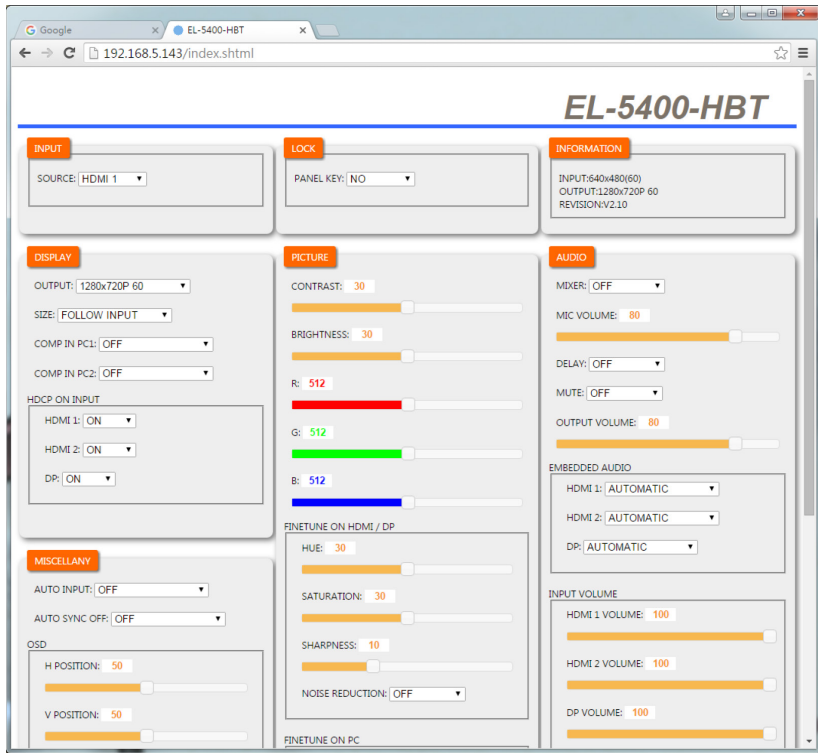 Google
EL-5400-HBT
192.168.5.143/index.shtml
EL-5400-HBT
INPUT
SOURCE: HDMI 1
LOCK
PANEL KEY: NO
INFORMATION
INPUT:640x480(60)
OUTPUT:1280x720P 60
REVISION:V2.10
DISPLAY
OUTPUT: 1280x720P 60
SIZE: FOLLOW INPUT
COMP IN PC1: OFF
COMP IN PC2: OFF
HDCP ON INPUT
HDMI 1: ON
HDMI 2: ON
DP: ON
MISCELLANY
AUTO INPUT: OFF
AUTO SYNC OFF: OFF
OSD
H POSITION: 50
V POSITION: 50
PICTURE
CONTRAST: 30
BRIGHTNESS: 30
R: 512
G: 512
B: 512
FINETUNE ON HDMI / DP
HUE: 30
SATURATION: 30
SHARPNESS: 10
NOISE REDUCTION: OFF
FINETUNE ON PC
AUDIO
MIXER: OFF
MIC VOLUME: 80
DELAY: OFF
MUTE: OFF
OUTPUT VOLUME: 80
EMBEDDED AUDIO
HDMI 1: AUTOMATIC
HDMI 2: AUTOMATIC
DP: AUTOMATIC
INPUT VOLUME
HDMI 1 VOLUME: 100
HDMI 2 VOLUME: 100
DP VOLUME: 100